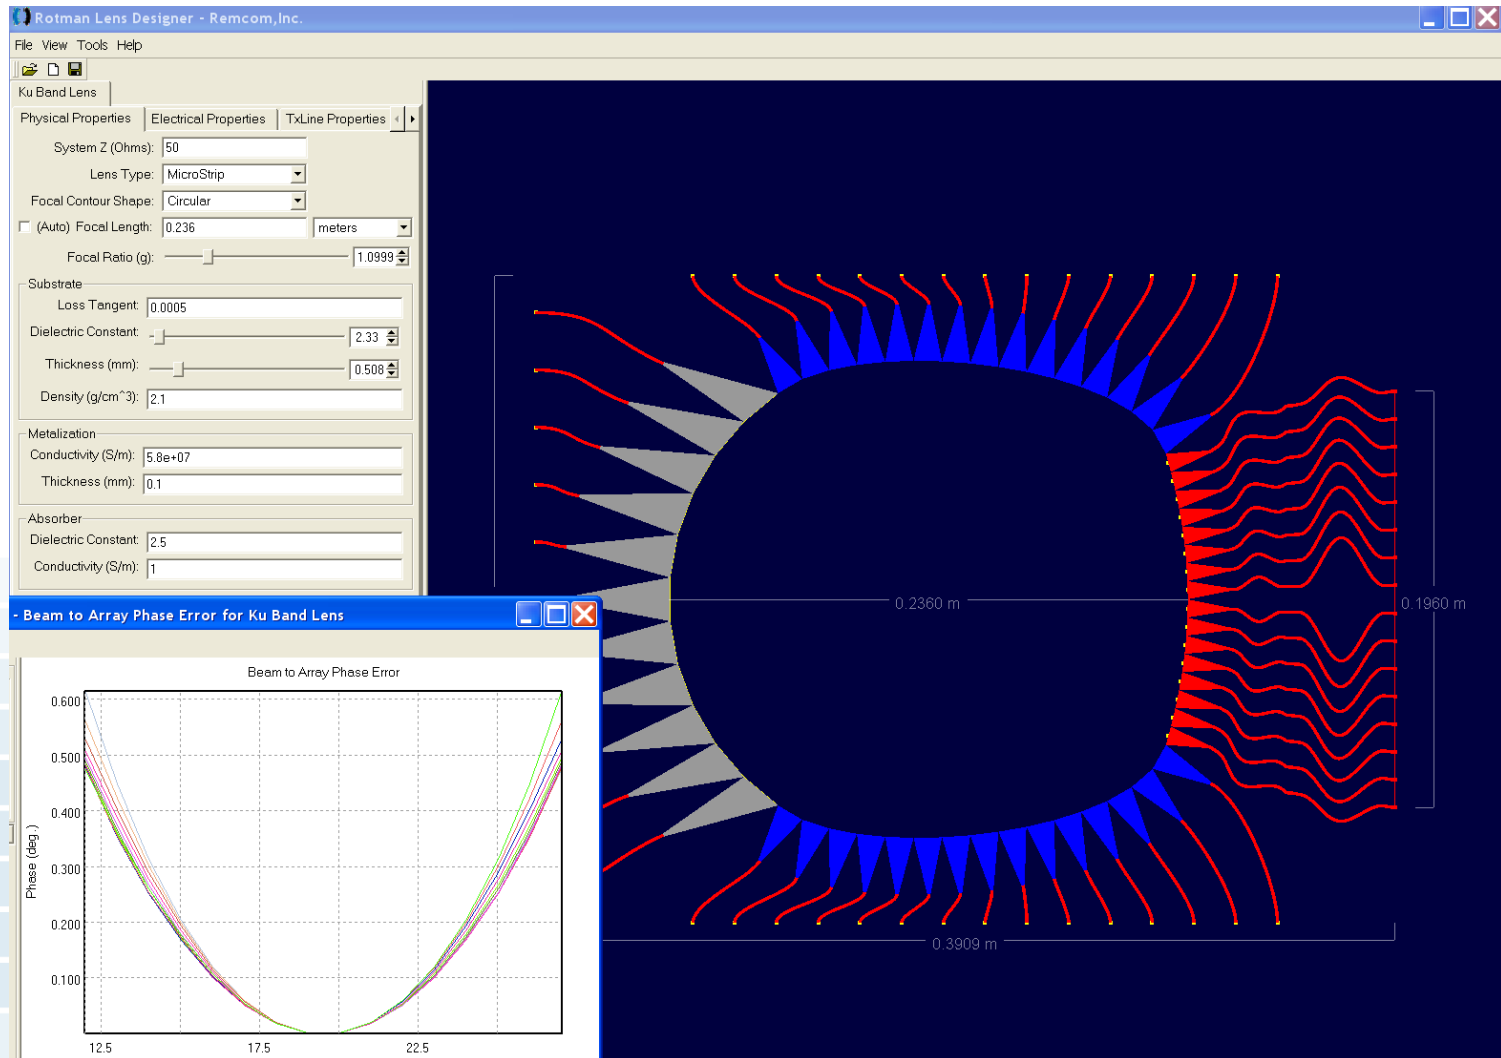 Rotman Lens Designer - Remcom,Inc.
File View Tools Help
Ku Band Lens
Physical Properties Electrical Properties TxLine Properties
System Z (Ohms): 50
Lens Type: MicroStrip
Focal Contour Shape: Circular
(Auto) Focal Length: 0.236 meters
Focal Ratio (g): 1.0999
Substrate
Loss Tangent: 0.0005
Dielectric Constant: 2.33
Thickness (mm): 0.508
Density (g/cm^3): 2.1
Metalization
Conductivity (S/m): 5.8e+07
Thickness (mm): 0.1
Absorber
Dielectric Constant: 2.5
Conductivity (S/m): 1
0.2360 m
0.1960 m
0.3909 m
- Beam to Array Phase Error for Ku Band Lens
Beam to Array Phase Error
Phase (deg.)
0.600
0.500
0.400
0.300
0.200
0.100
12.5 17.5 22.5